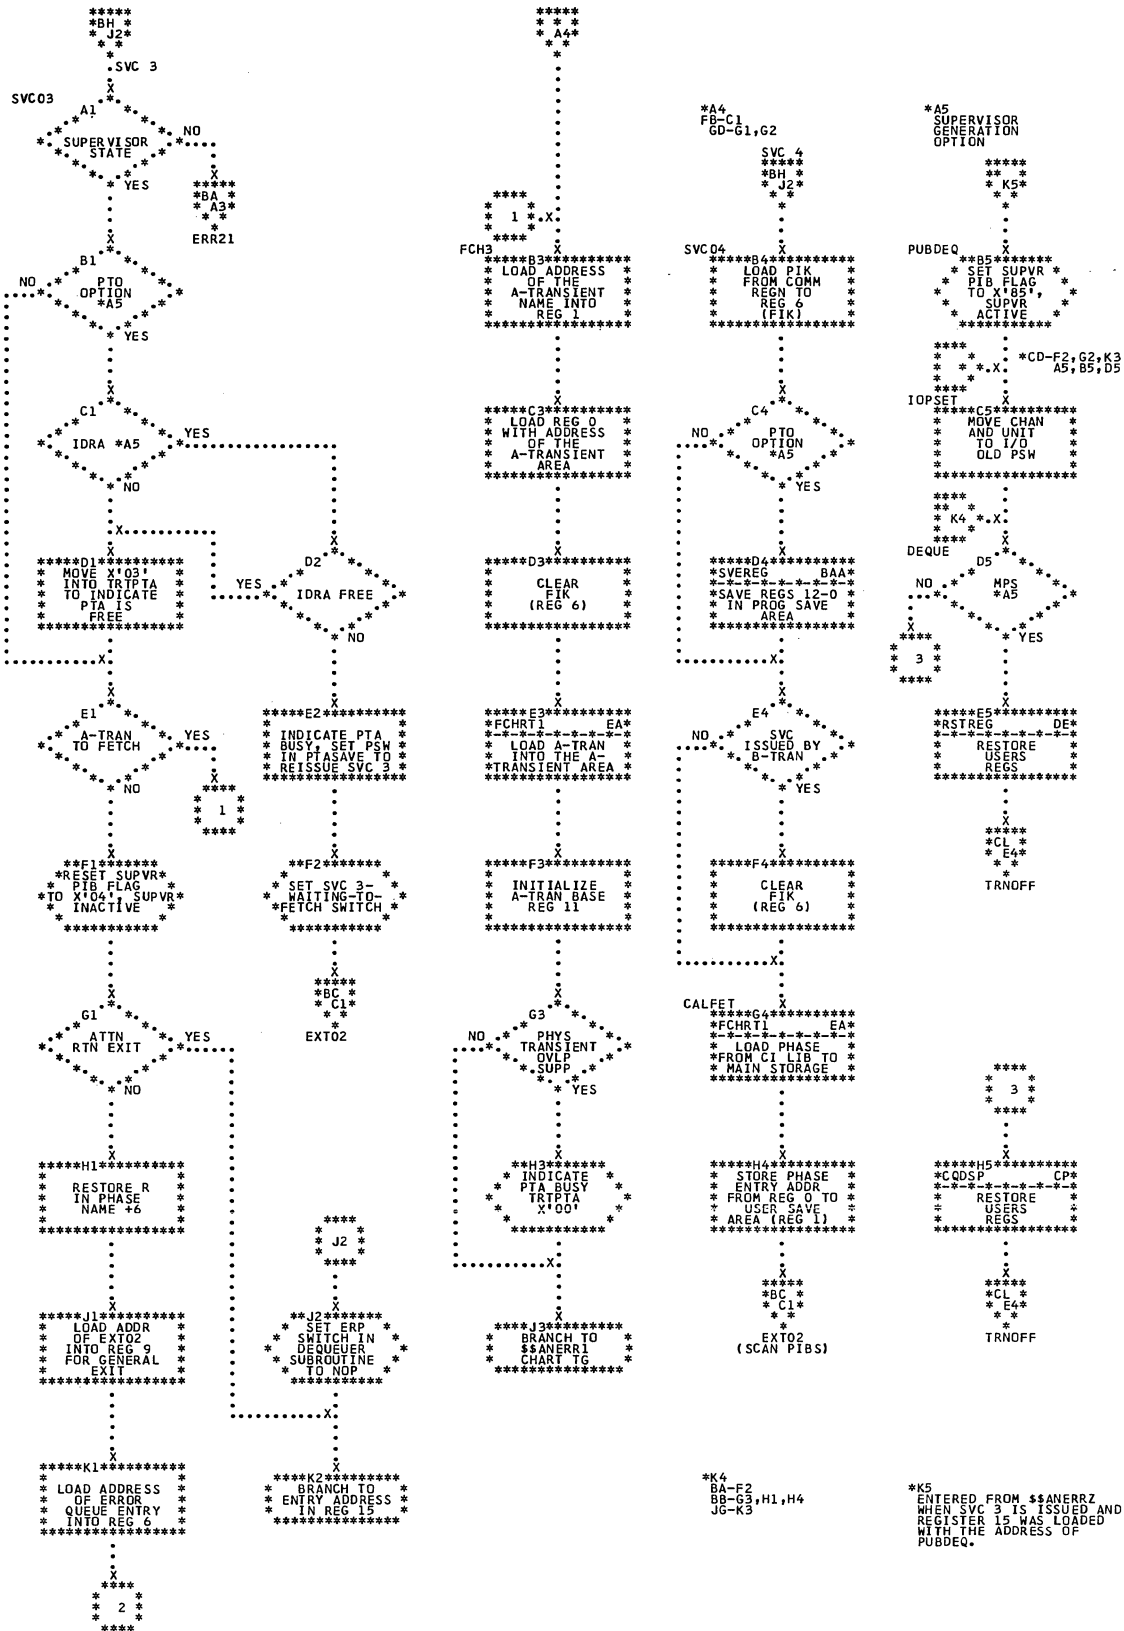 BH
J2
SVC 3
SVC03
A1
SUPERVISOR
STATE
NO
YES
BA
A3
ERR21
B1
NO
PTO
OPTION
*A5
YES
C1
IDRA *A5
YES
NO
D1
MOVE X'03'
INTO TRTPTA
TO INDICATE
PTA IS
FREE
D2
YES
IDRA FREE
NO
E1
A-TRAN
TO FETCH
YES
NO
1
E2
INDICATE PTA
BUSY, SET PSW
IN PTASAVE TO
REISSUE SVC 3
F1
RESET SUPVR
PIB FLAG
TO X'04', SUPVR
INACTIVE
F2
SET SVC 3-
WAITING-TO-
FETCH SWITCH
BC
C1
EXT02
G1
ATTN
RTN EXIT
YES
NO
H1
RESTORE R
IN PHASE
NAME +6
J2
J1
LOAD ADDR
OF EXT02
INTO REG 9
FOR GENERAL
EXIT
J2
SET ERP
SWITCH IN
DEQUEUER
SUBROUTINE
TO NOP
K1
LOAD ADDRESS
OF ERROR
QUEUE ENTRY
INTO REG 6
2
K2
BRANCH TO
ENTRY ADDRESS
IN REG 15
*
A4
1
FCH3
B3
LOAD ADDRESS
OF THE
A-TRANSIENT
NAME INTO
REG 1
C3
LOAD REG 0
WITH ADDRESS
OF THE
A-TRANSIENT
AREA
D3
CLEAR
FIK
(REG 6)
E3
FCHRT1 EA
LOAD A-TRAN
INTO THE A-
TRANSIENT AREA
F3
INITIALIZE
A-TRAN BASE
REG 11
G3
NO
PHYS
TRANSIENT
OVLP
SUPP
YES
H3
INDICATE
PTA BUSY
TRTPTA
X'00'
J3
BRANCH TO
$$ANERR1
CHART TG
*A4
FB-C1
GD-G1,G2
SVC 4
BH
J2
SVC04
B4
LOAD PIK
FROM COMM
REGN TO
REG 6
(FIK)
C4
NO
PTO
OPTION
*A5
YES
D4
SVEREG BAA
SAVE REGS 12-0
IN PROG SAVE
AREA
E4
NO
SVC
ISSUED BY
B-TRAN
YES
F4
CLEAR
FIK
(REG 6)
CALFET
G4
FCHRT1 EA
LOAD PHASE
FROM CI LIB TO
MAIN STORAGE
H4
STORE PHASE
ENTRY ADDR
FROM REG 0 TO
USER SAVE
AREA (REG 1)
BC
C1
EXT02
(SCAN PIBS)
*K4
BA-F2
BB-G3,H1,H4
JG-K3
*A5
SUPERVISOR
GENERATION
OPTION
K5
PUBDEQ
B5
SET SUPVR
PIB FLAG
TO X'85',
SUPVR
ACTIVE
*CD-F2,G2,K3
A5,B5,D5
IOPSET
C5
MOVE CHAN
AND UNIT
TO I/O
OLD PSW
K4
DEQUE
D5
NO
MPS
*A5
YES
3
E5
RSTREG DE
RESTORE
USERS
REGS
CL
E4
TRNOFF
3
H5
CQDSP CP
RESTORE
USERS
REGS
CL
E4
TRNOFF
*K5
ENTERED FROM $$ANERRZ
WHEN SVC 3 IS ISSUED AND
REGISTER 15 WAS LOADED
WITH THE ADDRESS OF
PUBDEQ.